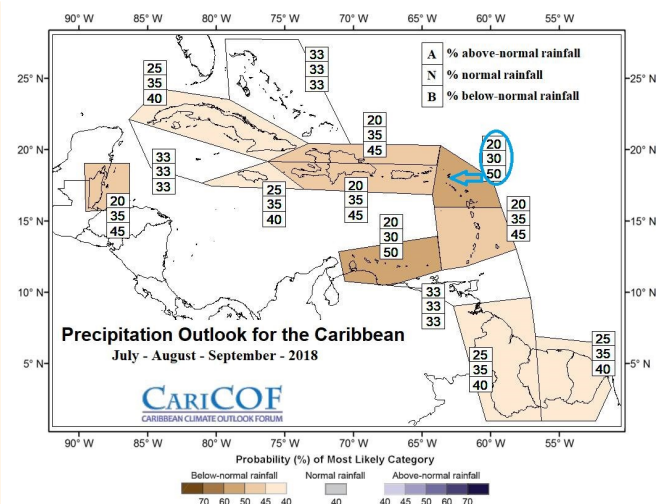 90° W 85° W 80° W 75° W 70° W 65° W 60° W 55° W
A % above-normal rainfall
N % normal rainfall
B % below-normal rainfall
25° N
20° N
15° N
10° N
5° N
25° N
20° N
15° N
10° N
5° N
33
33
33
25
35
40
20
35
45
20
30
50
33
33
33
25
35
40
20
35
45
20
35
45
20
35
45
20
30
50
33
33
33
25
35
40
25
35
40
Precipitation Outlook for the Caribbean
July - August - September - 2018
CARICOF
CARIBBEAN CLIMATE OUTLOOK FORUM
90° W 85° W 80° W 75° W 70° W 65° W 60° W 55° W
Probability (%) of Most Likely Category
Below-normal rainfall Normal rainfall Above-normal rainfall
70 60 50 45 40 40 40 45 50 60 70